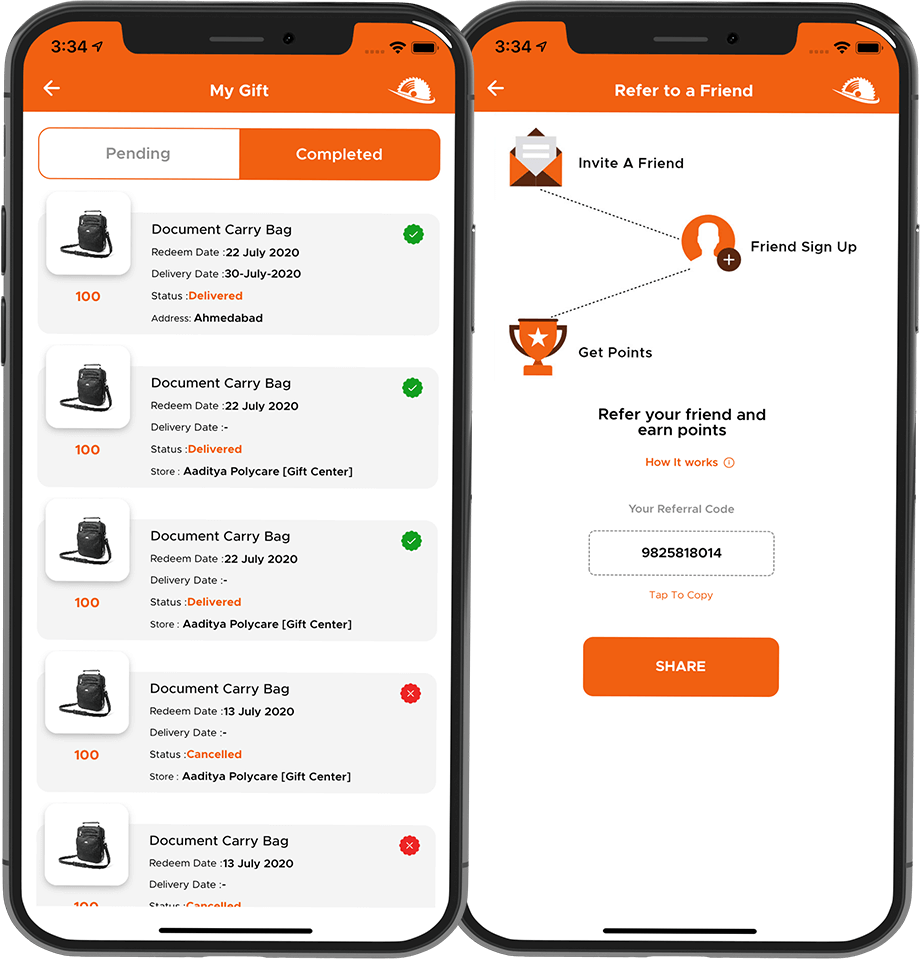 3:34
My Gift
Pending
Completed
Document Carry Bag
Redeem Date :22 July 2020
Delivery Date :30-July-2020
100
Status :Delivered
Address: Ahmedabad
Document Carry Bag
Redeem Date :22 July 2020
Delivery Date :-
100
Status :Delivered
Store : Aaditya Polycare [Gift Center]
Document Carry Bag
Redeem Date :22 July 2020
Delivery Date :-
100
Status :Delivered
Store : Aaditya Polycare [Gift Center]
Document Carry Bag
Redeem Date :13 July 2020
Delivery Date :-
100
Status :Cancelled
Store : Aaditya Polycare [Gift Center]
Document Carry Bag
Redeem Date :13 July 2020
Delivery Date :-
100
Status :Cancelled
3:34
Refer to a Friend
Invite A Friend
Friend Sign Up
Get Points
Refer your friend and
earn points
How It works
Your Referral Code
9825818014
Tap To Copy
SHARE